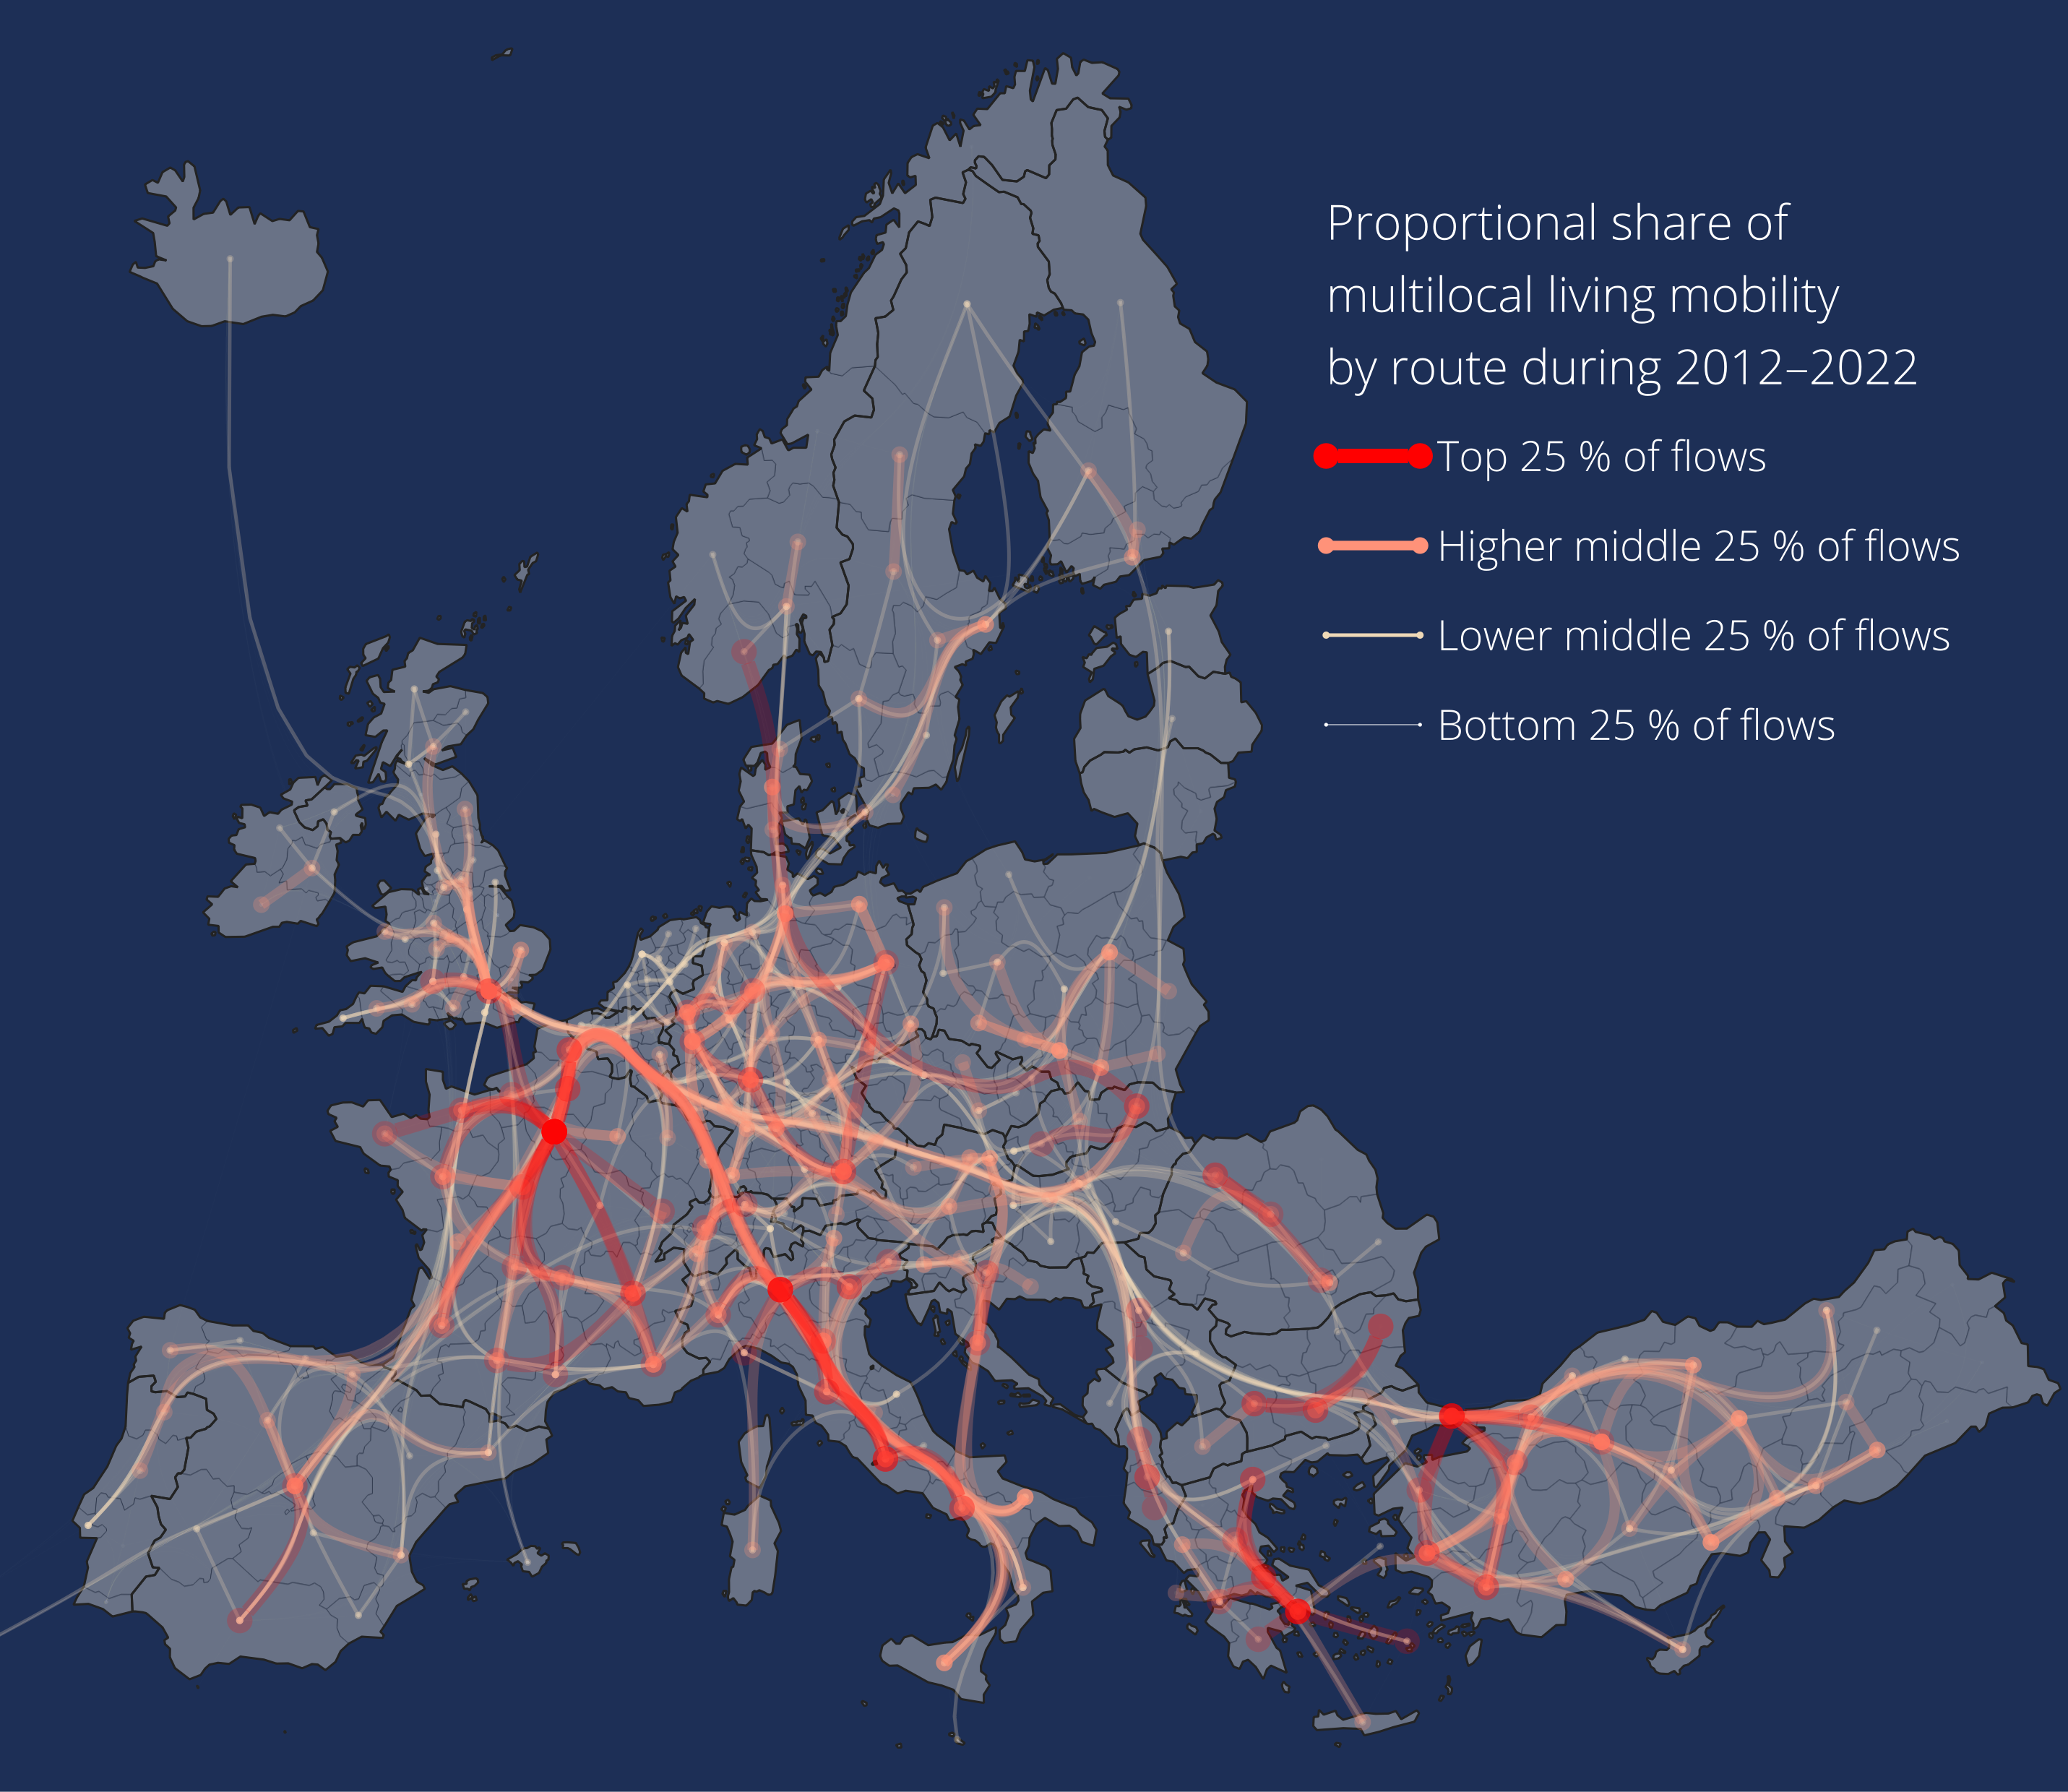 Proportional share of
multilocal living mobility
by route during 2012–2022
Top 25 % of flows
Higher middle 25 % of flows
Lower middle 25 % of flows
Bottom 25 % of flows